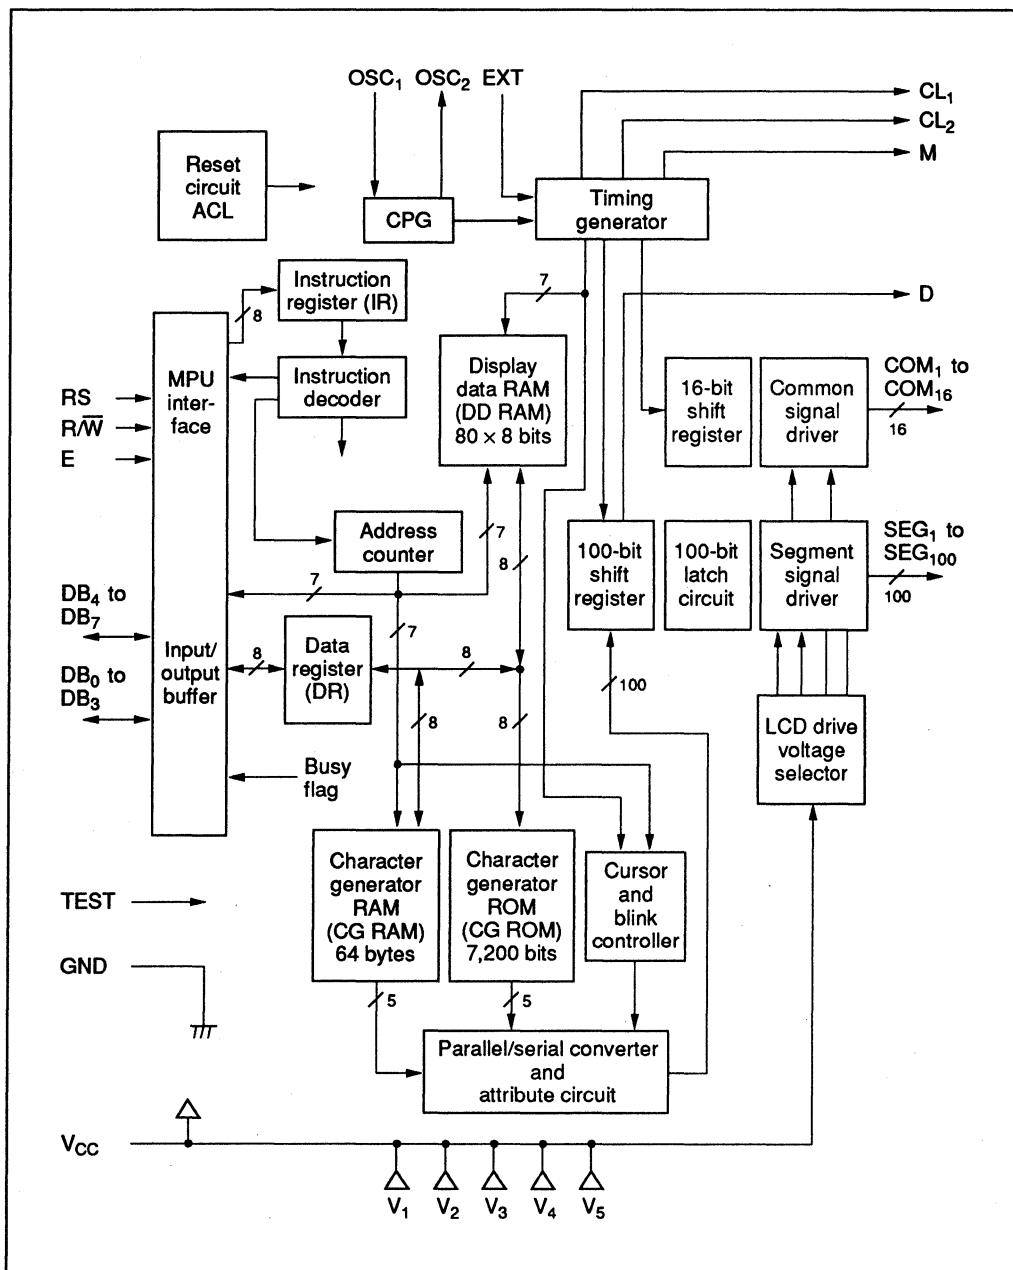 OSC1 OSC2 EXT
CL1
CL2
M
Reset
circuit
ACL
CPG
Timing
generator
Instruction
register (IR)
8
7
D
MPU
inter-
face
RS
R/W̅
E
Instruction
decoder
Display
data RAM
(DD RAM)
80 × 8 bits
16-bit
shift
register
Common
signal
driver
COM1 to
COM16
16
Address
counter
7
8
100-bit
shift
register
100-bit
latch
circuit
Segment
signal
driver
SEG1 to
SEG100
100
7
7
DB4 to
DB7
DB0 to
DB3
Input/
output
buffer
8
Data
register
(DR)
8
8
8
100
LCD drive
voltage
selector
Busy
flag
Character
generator
RAM
(CG RAM)
64 bytes
Character
generator
ROM
(CG ROM)
7,200 bits
Cursor
and
blink
controller
TEST
GND
5
5
Parallel/serial converter
and
attribute circuit
VCC
V1 V2 V3 V4 V5